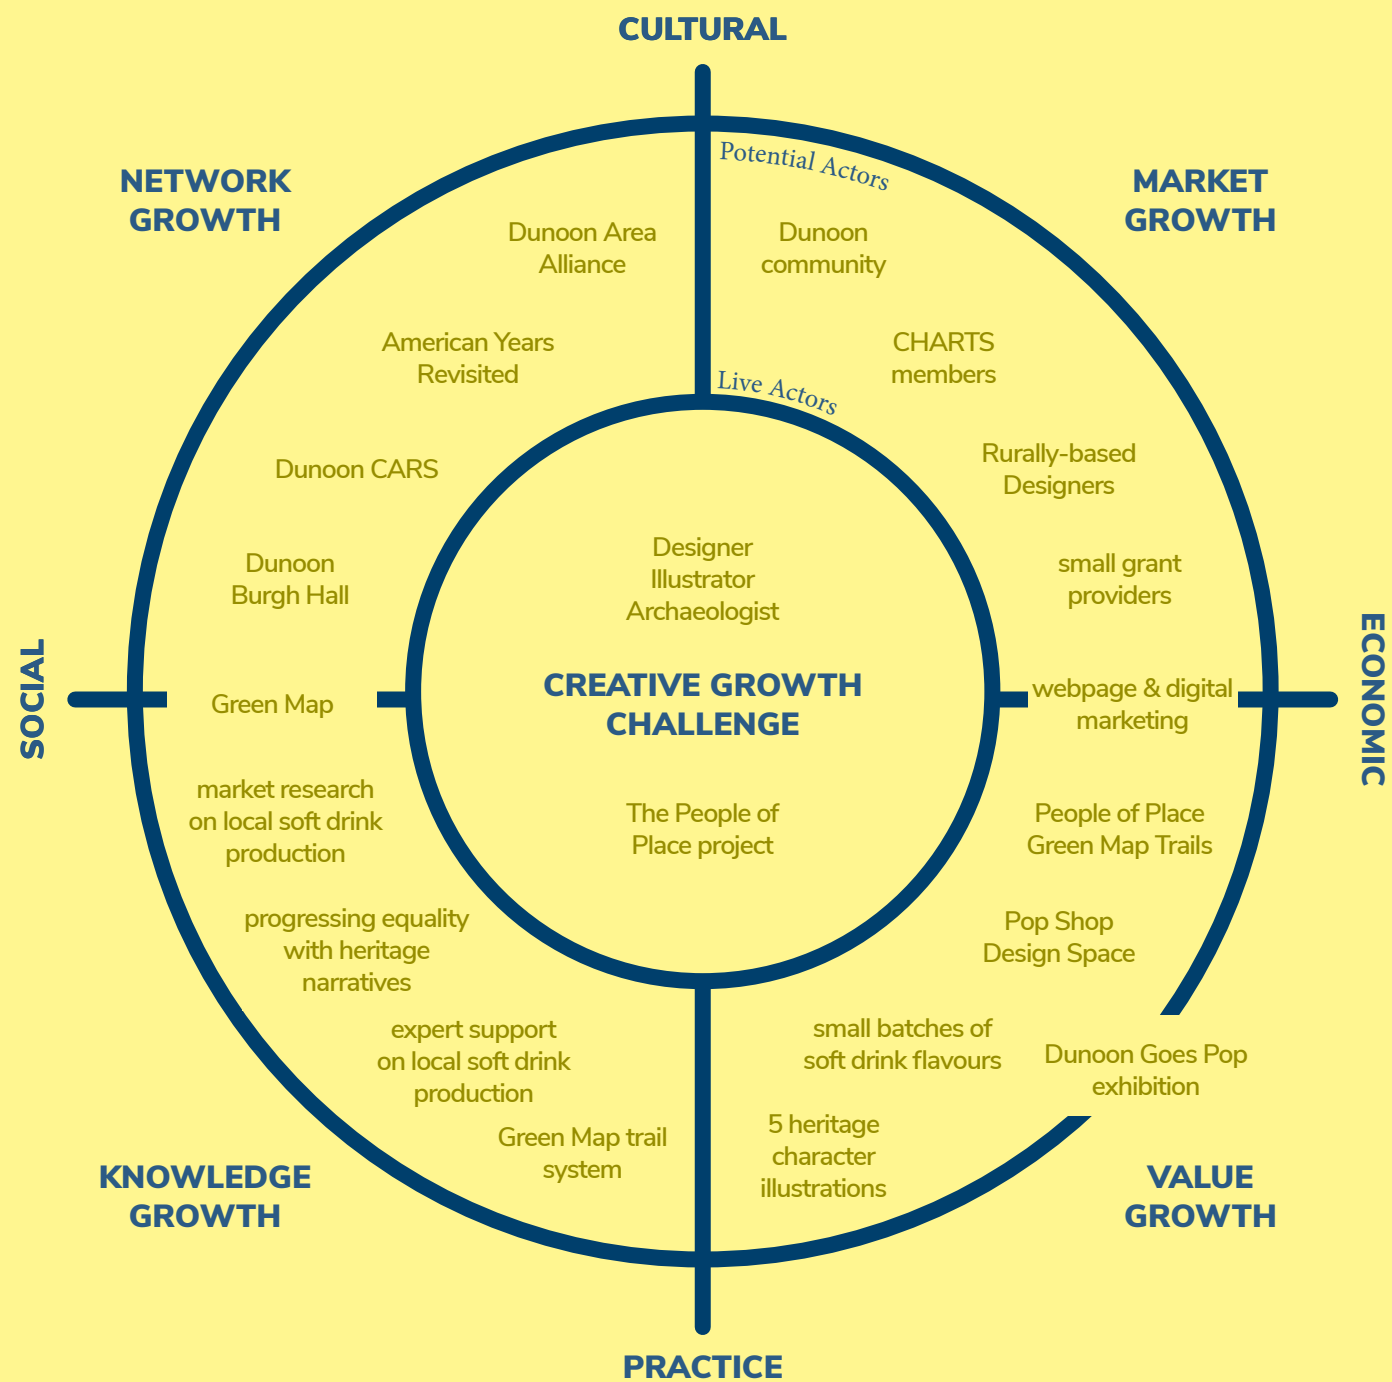 CULTURAL
NETWORK
GROWTH
MARKET
GROWTH
Potential Actors
Dunoon Area
Alliance
Dunoon
community
American Years
Revisited
CHARTS
members
Live Actors
Dunoon CARS
Rurally-based
Designers
Dunoon
Burgh Hall
Designer
Illustrator
Archaeologist
small grant
providers
SOCIAL
Green Map
CREATIVE GROWTH
CHALLENGE
webpage & digital
marketing
ECONOMIC
market research
on local soft drink
production
The People of
Place project
People of Place
Green Map Trails
progressing equality
with heritage
narratives
Pop Shop
Design Space
expert support
on local soft drink
production
small batches of
soft drink flavours
Dunoon Goes Pop
exhibition
Green Map trail
system
5 heritage
character
illustrations
KNOWLEDGE
GROWTH
VALUE
GROWTH
PRACTICE